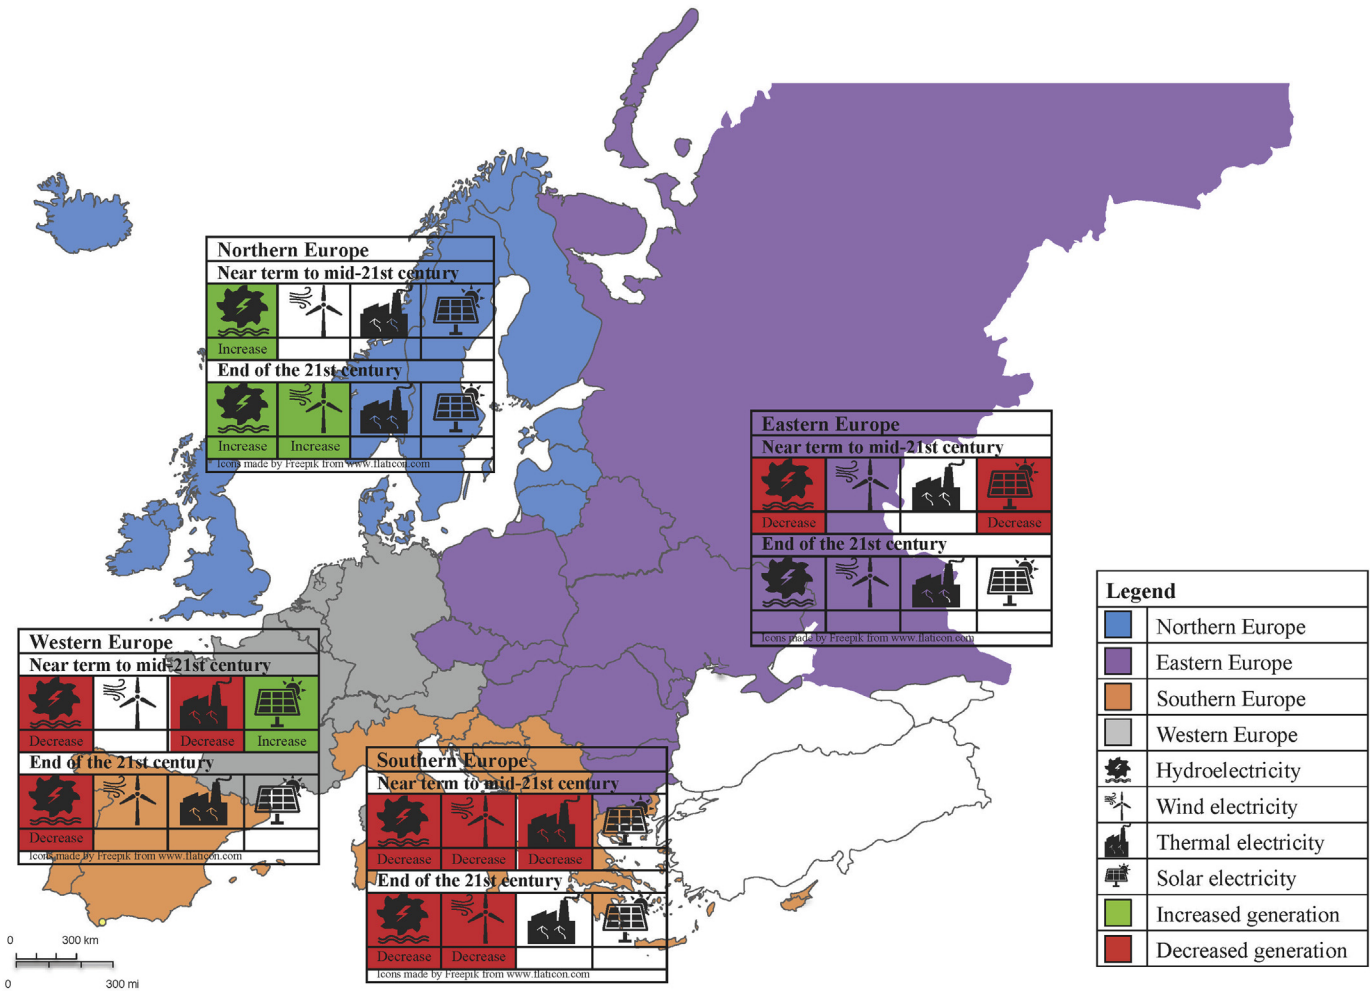 Northern Europe
Near term to mid-21st century
Increase
End of the 21st century
Increase Increase
Icons made by Freepik from www.flaticon.com
Eastern Europe
Near term to mid-21st century
Decrease Decrease
End of the 21st century
Icons made by Freepik from www.flaticon.com
Western Europe
Near term to mid-21st century
Decrease Decrease Increase
End of the 21st century
Decrease
Icons made by Freepik from www.flaticon.com
Southern Europe
Near term to mid-21st century
Decrease Decrease Decrease
End of the 21st century
Decrease Decrease
Icons made by Freepik from www.flaticon.com
Legend
Northern Europe
Eastern Europe
Southern Europe
Western Europe
Hydroelectricity
Wind electricity
Thermal electricity
Solar electricity
Increased generation
Decreased generation
0 300 km
0 300 mi